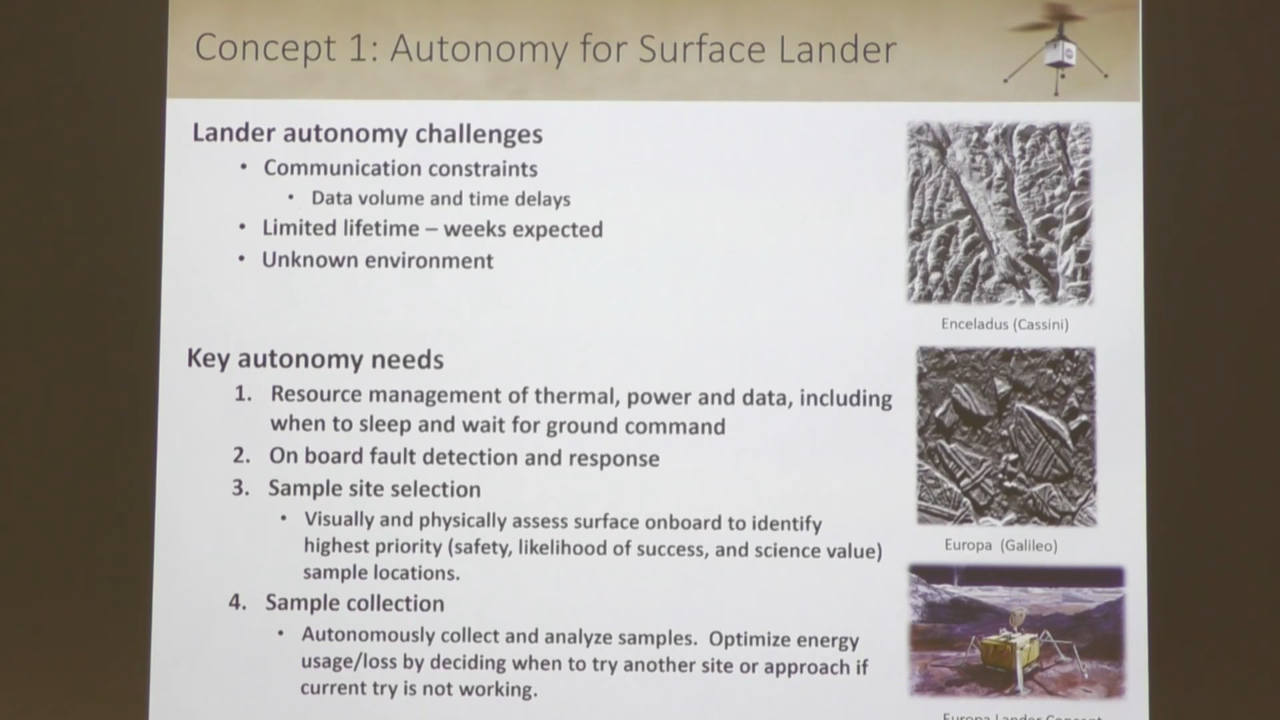 Concept 1: Autonomy for Surface Lander
Lander autonomy challenges
• Communication constraints
• Data volume and time delays
• Limited lifetime – weeks expected
• Unknown environment
Enceladus (Cassini)
Key autonomy needs
1. Resource management of thermal, power and data, including
when to sleep and wait for ground command
2. On board fault detection and response
3. Sample site selection
• Visually and physically assess surface onboard to identify
highest priority (safety, likelihood of success, and science value)
sample locations.
Europa (Galileo)
4. Sample collection
• Autonomously collect and analyze samples. Optimize energy
usage/loss by deciding when to try another site or approach if
current try is not working.
Europa Lander Concept